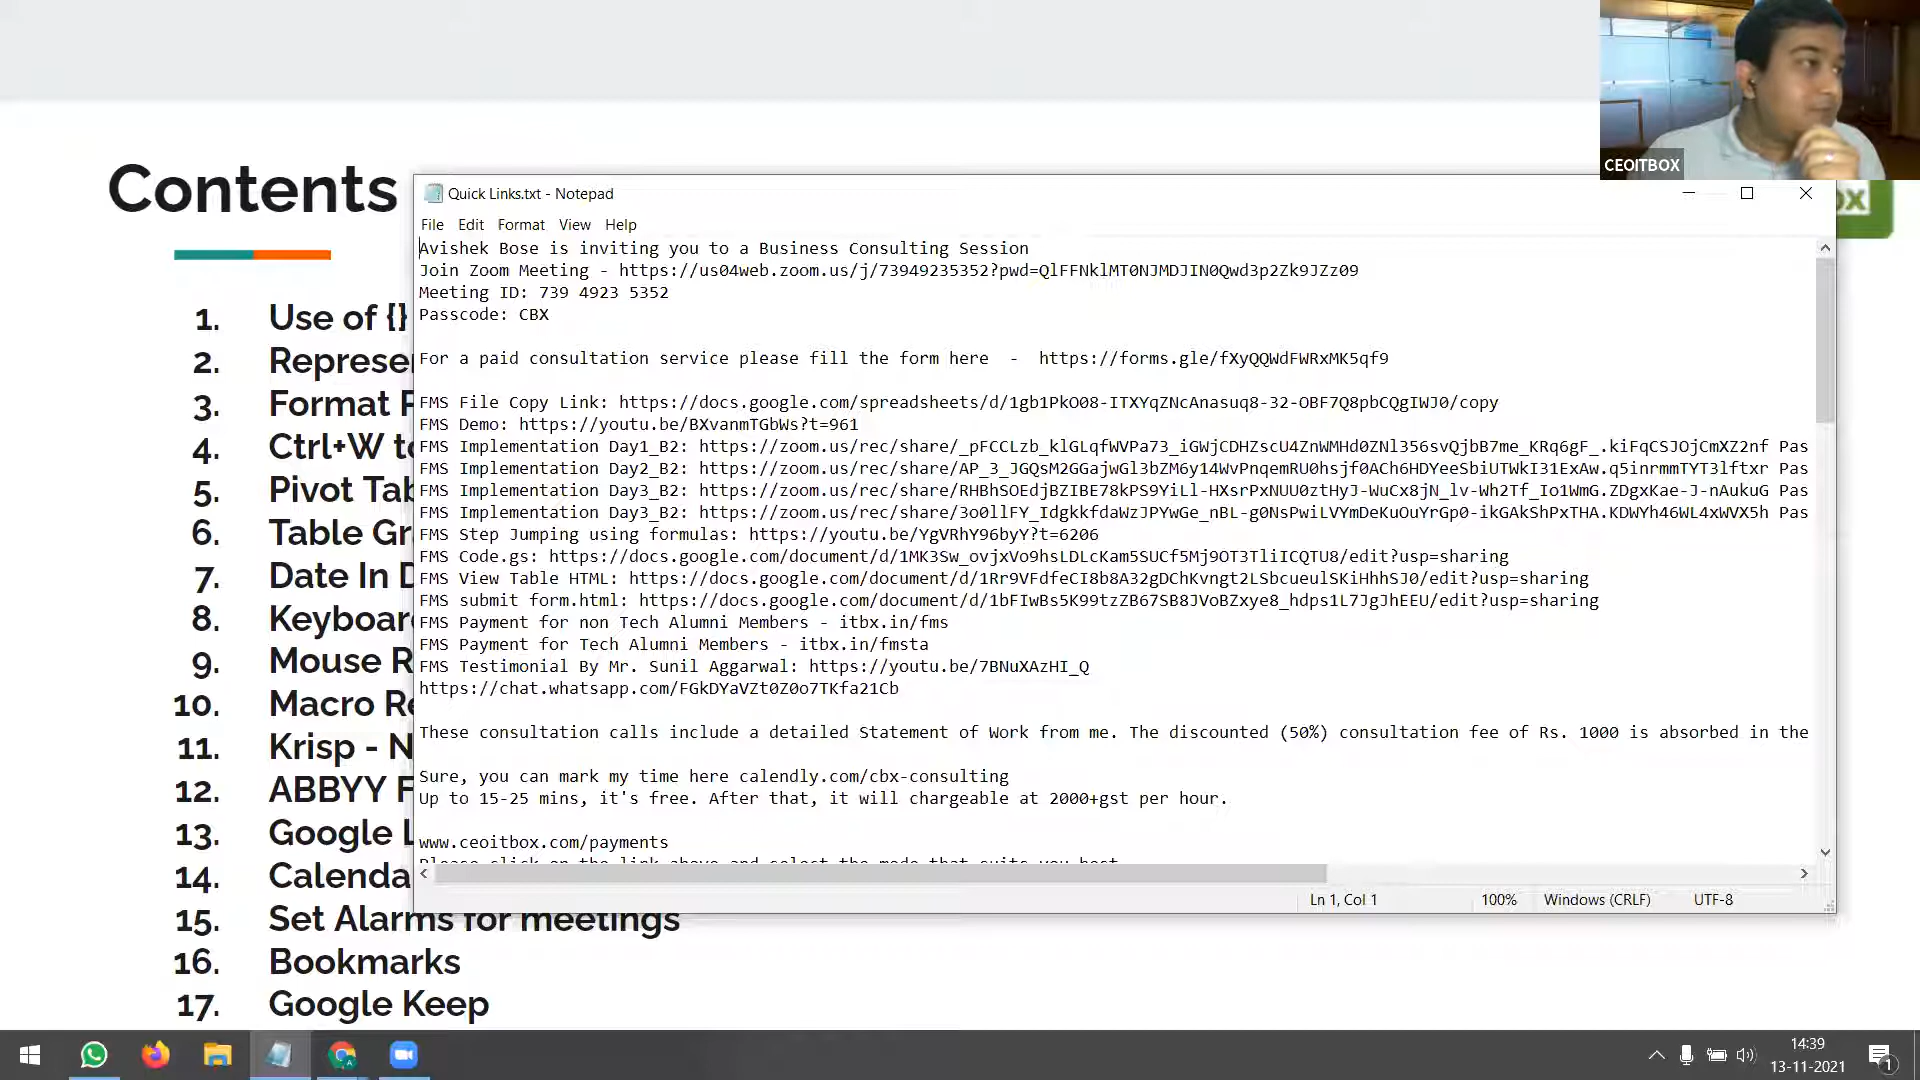 CEOITBOX
Contents
1. Use of {}
2. Represe
3. Format
4. Ctrl+W to
5. Pivot Tab
6. Table Gr
7. Date In
8. Keyboar
9. Mouse R
10. Macro Re
11. Krisp - N
12. ABBYY F
13. Google L
14. Calenda
15. Set Alarms for meetings
16. Bookmarks
17. Google Keep
Quick Links.txt - Notepad
File Edit Format View Help
Avishek Bose is inviting you to a Business Consulting Session
Join Zoom Meeting - https://us04web.zoom.us/j/73949235352?pwd=QlFFNklMT0NJMDJIN0Qwd3p2Zk9JZz09
Meeting ID: 739 4923 5352
Passcode: CBX
For a paid consultation service please fill the form here - https://forms.gle/fXyQQWdFWRxMK5qf9
FMS File Copy Link: https://docs.google.com/spreadsheets/d/1gb1PkO08-ITXYqZNcAnasuq8-32-OBF7Q8pbCQgIWJ0/copy
FMS Demo: https://youtu.be/BXvanmTGbWs?t=961
FMS Implementation Day1_B2: https://zoom.us/rec/share/_pFCCLzb_klGLqfWVPa73_iGWjCDHZscU4ZnWMHd0ZNl356svQjbB7me_KRq6gF_.kiFqCSJOjCmXZ2nf Pas
FMS Implementation Day2_B2: https://zoom.us/rec/share/AP_3_JGQsM2GGajwGl3bZM6y14WvPnqemRU0hsjf0ACh6HDYeeSbiUTWkI31ExAw.q5inrmmTYT3lftxr Pas
FMS Implementation Day3_B2: https://zoom.us/rec/share/RHBhSOEdjBZIBE78kPS9YiLl-HXsrPxNUU0ztHyJ-WuCx8jN_lv-Wh2Tf_Io1WmG.ZDgxKae-J-nAukuG Pas
FMS Implementation Day3_B2: https://zoom.us/rec/share/3o0llFY_IdgkkfdaWzJPYwGe_nBL-g0NsPwiLVYmDeKuOuYrGp0-ikGAkShPxTHA.KDWYh46WL4xWVX5h Pas
FMS Step Jumping using formulas: https://youtu.be/YgVRhY96byY?t=6206
FMS Code.gs: https://docs.google.com/document/d/1MK3Sw_ovjxVo9hsLDLcKam5SUCf5Mj9OT3TliICQTU8/edit?usp=sharing
FMS View Table HTML: https://docs.google.com/document/d/1Rr9VFdfeCI8b8A32gDChKvngt2LSbcueulSKiHhhSJ0/edit?usp=sharing
FMS submit form.html: https://docs.google.com/document/d/1bFIwBs5K99tzZB67SB8JVoBZxye8_hdps1L7JgJhEEU/edit?usp=sharing
FMS Payment for non Tech Alumni Members - itbx.in/fms
FMS Payment for Tech Alumni Members - itbx.in/fmsta
FMS Testimonial By Mr. Sunil Aggarwal: https://youtu.be/7BNuXAzHI_Q
https://chat.whatsapp.com/FGkDYaVZt0Z0o7TKfa21Cb
These consultation calls include a detailed Statement of Work from me. The discounted (50%) consultation fee of Rs. 1000 is absorbed in the
Sure, you can mark my time here calendly.com/cbx-consulting
Up to 15-25 mins, it's free. After that, it will chargeable at 2000+gst per hour.
www.ceoitbox.com/payments
Please click on the link above and select the mode that suits you best
Ln 1, Col 1 100% Windows (CRLF) UTF-8
14:39
13-11-2021
1